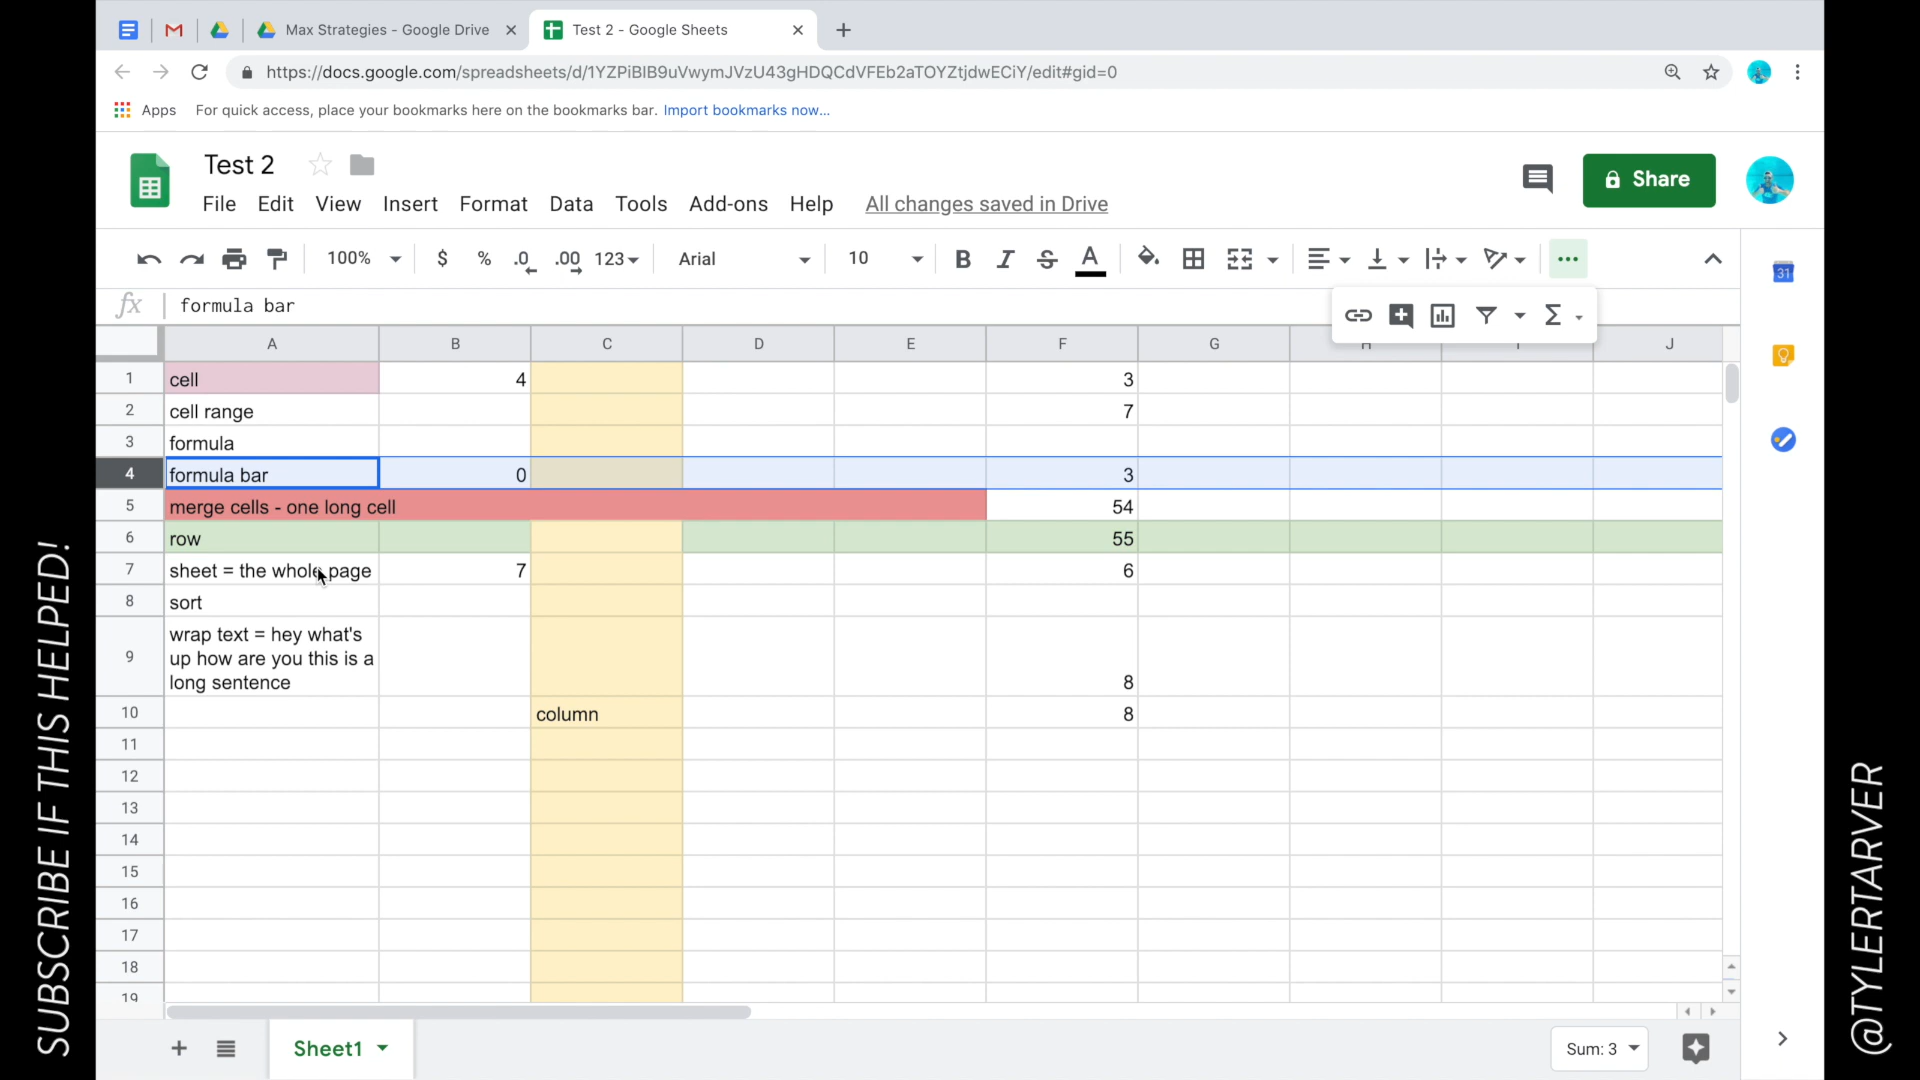 Max Strategies - Google Drive
Test 2 - Google Sheets
https://docs.google.com/spreadsheets/d/1YZPiBIB9uVwymJVzU43gHDQCdVFEb2aTOYZtjdwECiY/edit#gid=0
Apps For quick access, place your bookmarks here on the bookmarks bar. Import bookmarks now...
Test 2
Share
File Edit View Insert Format Data Tools Add-ons Help All changes saved in Drive
100% $ % .0 .00 123 Arial 10 B I S A
31
fx formula bar
A B C D E F G H I J
1 cell 4 3
2 cell range 7
3 formula
4 formula bar 0 3
5 merge cells - one long cell 54
6 row 55
7 sheet = the whole page 7 6
8 sort
wrap text = hey what's
9 up how are you this is a
long sentence 8
10 column 8
11
12
13
14
15
16
17
18
19
Sheet1 Sum: 3
SUBSCRIBE IF THIS HELPED!
@TYLERTARVER